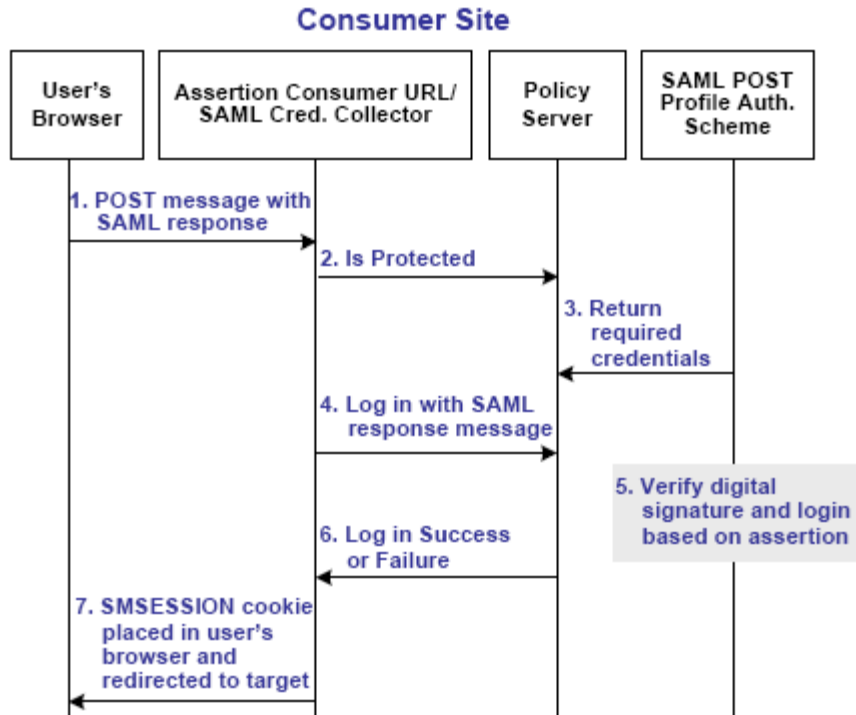 Consumer Site
User's
Browser
Assertion Consumer URL/
SAML Cred. Collector
Policy
Server
SAML POST
Profile Auth.
Scheme
1. POST message with
SAML response
2. Is Protected
3. Return
required
credentials
4. Log in with SAML
response message
5. Verify digital
signature and login
based on assertion
6. Log in Success
or Failure
7. SMSESSION cookie
placed in user's
browser and
redirected to target